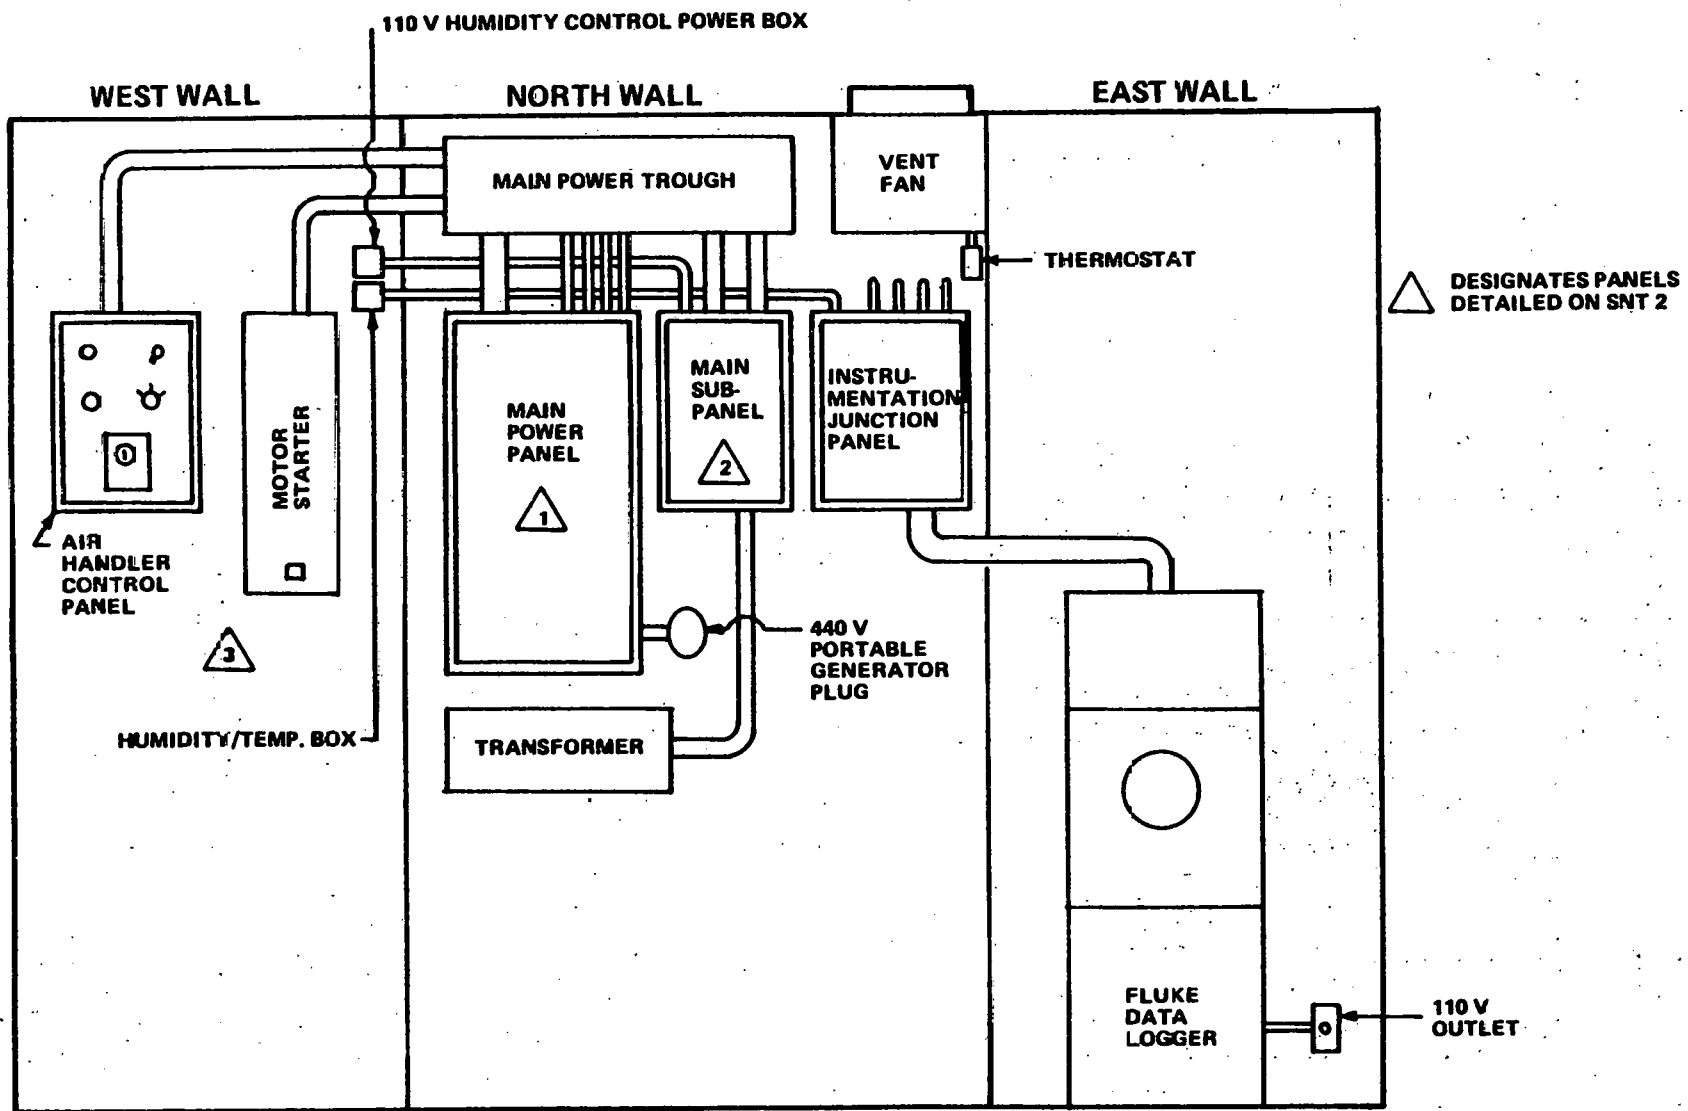 110 V HUMIDITY CONTROL POWER BOX
WEST WALL
NORTH WALL
EAST WALL
MAIN POWER TROUGH
VENT
FAN
THERMOSTAT
DESIGNATES PANELS
DETAILED ON SNT 2
MOTOR
STARTER
MAIN
POWER
PANEL
1
MAIN
SUB-
PANEL
2
INSTRU-
MENTATION
JUNCTION
PANEL
1
AIR
HANDLER
CONTROL
PANEL
3
440 V
PORTABLE
GENERATOR
PLUG
HUMIDITY/TEMP. BOX
TRANSFORMER
FLUKE
DATA
LOGGER
110 V
OUTLET